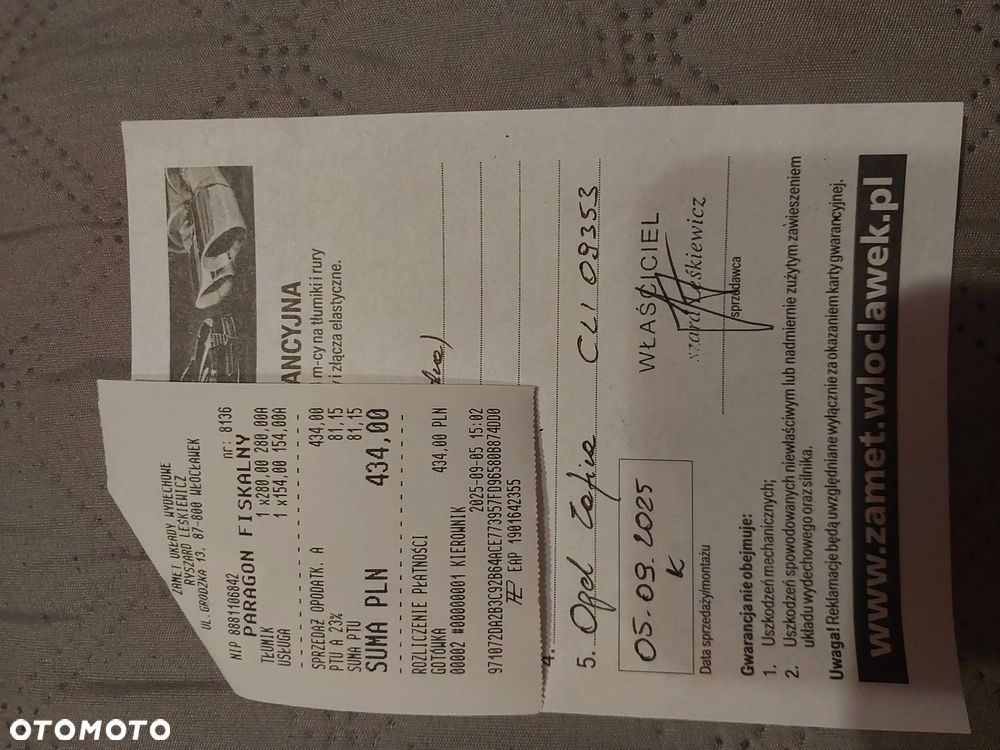 ZAMET UKŁADY WYDECHOWE
RYSZARD LEŚKIEWICZ
UL. GRODZKA 13, 87-800 WŁOCŁAWEK
NIP 8881106842 nr: 8136
PARAGON FISKALNY
TŁUMIK 1 x280,00 280,00A
USŁUGA 1 x154,00 154,00A
SPRZEDAŻ OPODATK. A 434,00
PTU A 23% 81,15
SUMA PTU 81,15
SUMA PLN 434,00
ROZLICZENIE PŁATNOŚCI
GOTÓWKA 434,00 PLN
00002 #00000001 KIEROWNIK 2025-09-05 15:02
971072DA2B3C92B64ACE773957FD96580B874DD0
EAP 1901642355
ANCYJNA
m-cy na tłumiki i rury
i złącza elastyczne.
4.
5. Opel Zafira CLI 09353
05.09.2025
K
Data sprzedaży/montażu
WŁAŚCICIEL
szard Leśkiewicz
sprzedawca
Gwarancja nie obejmuje:
1. Uszkodzeń mechanicznych;
2. Uszkodzeń spowodowanych niewłaściwym lub nadmiernie zużytym zawieszeniem
układu wydechowego oraz silnika.
Uwaga! Reklamacje będą uwzględniane wyłącznie za okazaniem karty gwarancyjnej.
www.zamet.wloclawek.pl
OTOMOTO